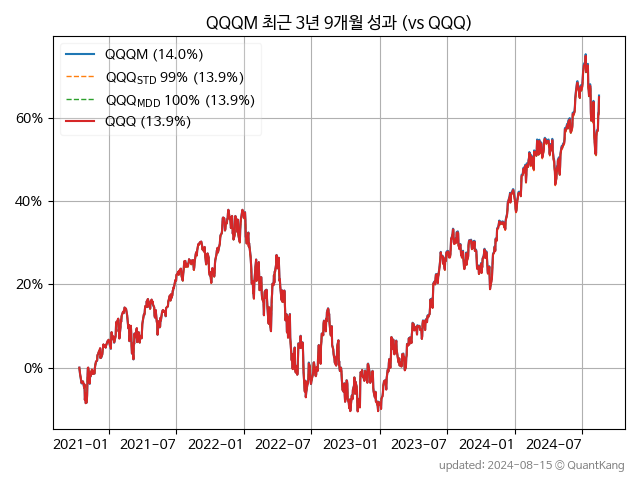 QQQM 최근 3년 9개월 성과 (vs QQQ)
QQQM (14.0%)
QQQSTD 99% (13.9%)
QQQMDD 100% (13.9%)
QQQ (13.9%)
60%
40%
20%
0%
2021-01 2021-07 2022-01 2022-07 2023-01 2023-07 2024-01 2024-07
updated: 2024-08-15 © QuantKang